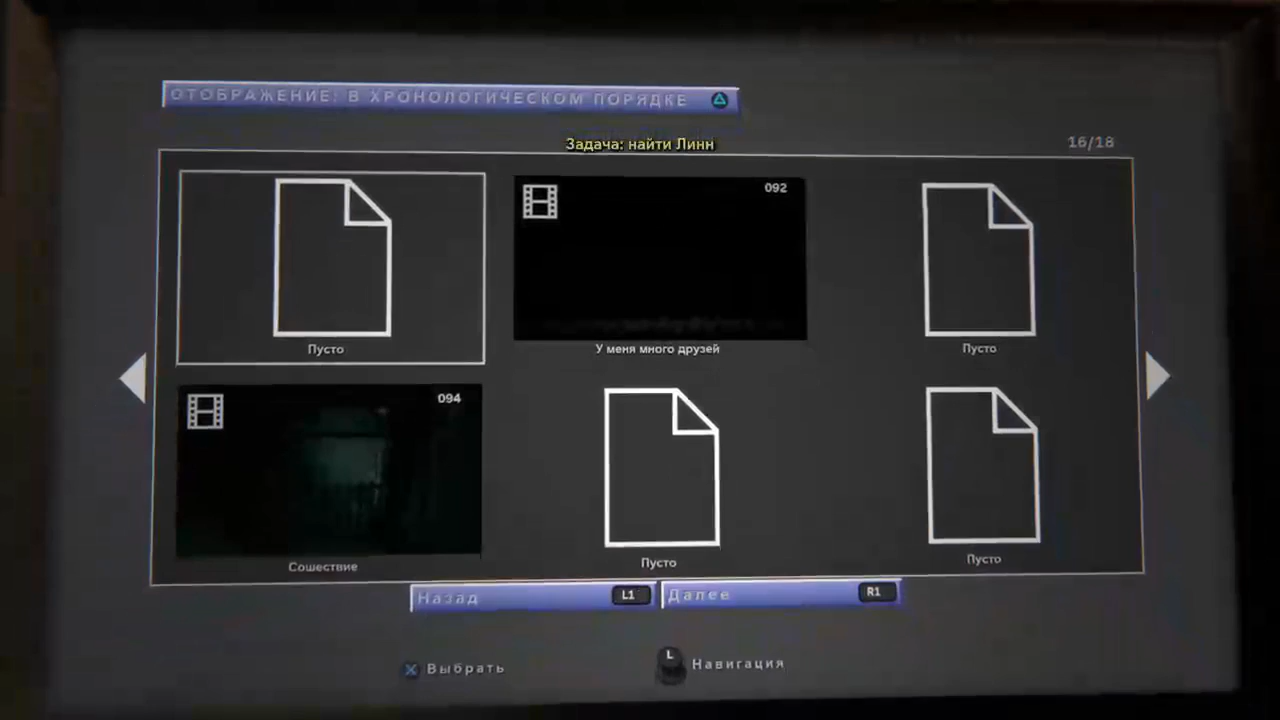 ОТОБРАЖЕНИЕ: В ХРОНОЛОГИЧЕСКОМ ПОРЯДКЕ
Задача: найти Линн
16/18
092
Пусто
У меня много друзей
Пусто
094
Сошествие
Пусто
Пусто
Назад L1
Далее R1
Выбрать
L Навигация